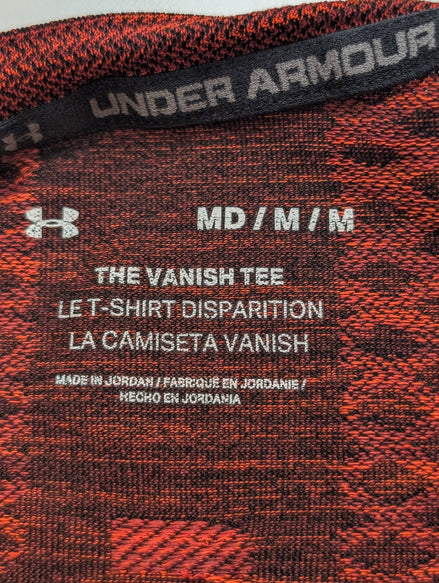 UNDER ARMOUR
MD / M / M
THE VANISH TEE
LE T-SHIRT DISPARITION
LA CAMISETA VANISH
MADE IN JORDAN / FABRIQUE EN JORDANIE /
HECHO EN JORDANIA